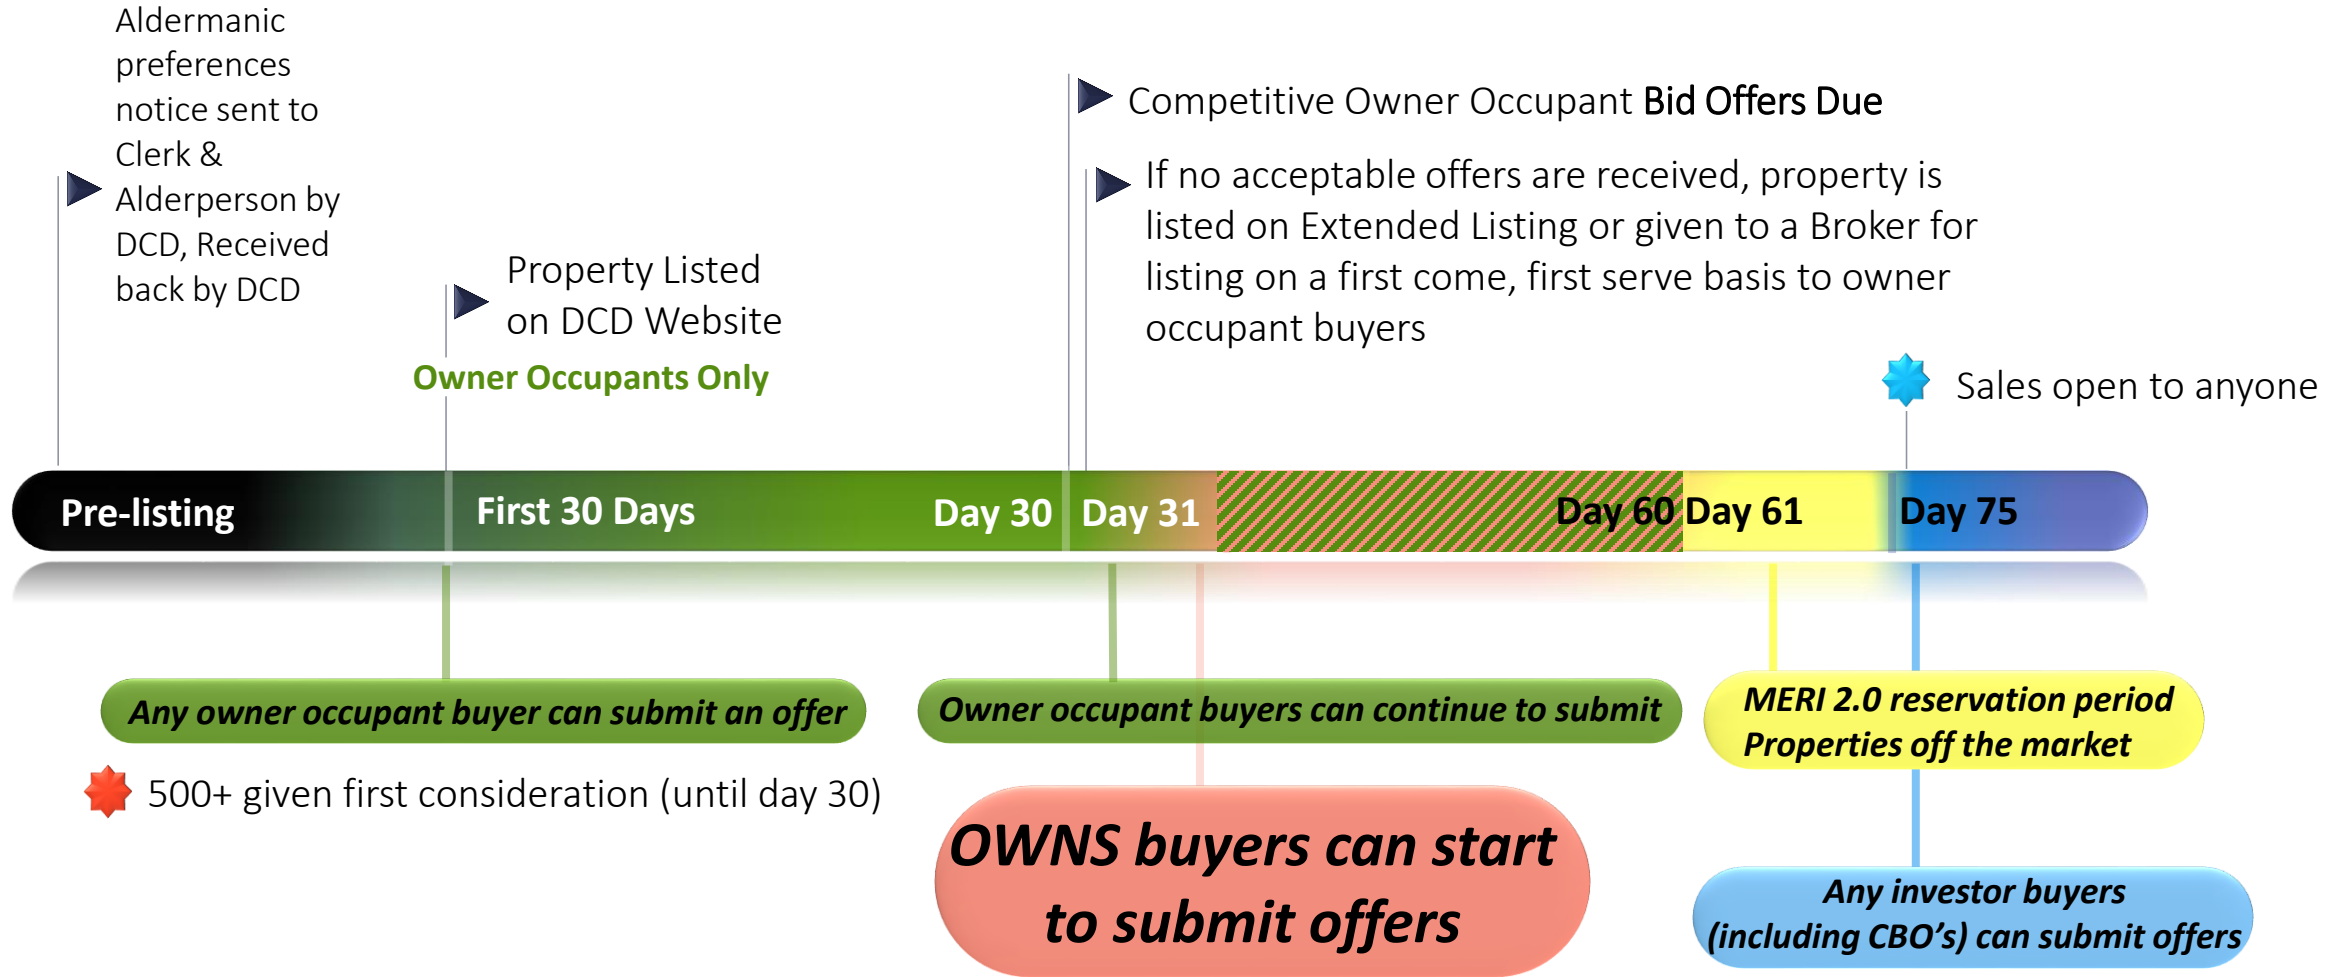 Aldermanic
preferences
notice sent to
Clerk &
Alderperson by
DCD, Received
back by DCD
Property Listed
on DCD Website
Owner Occupants Only
Competitive Owner Occupant Bid Offers Due
If no acceptable offers are received, property is
listed on Extended Listing or given to a Broker for
listing on a first come, first serve basis to owner
occupant buyers
Sales open to anyone
Pre-listing
First 30 Days
Day 30
Day 31
Day 60
Day 61
Day 75
Any owner occupant buyer can submit an offer
500+ given first consideration (until day 30)
Owner occupant buyers can continue to submit
OWNS buyers can start
to submit offers
MERI 2.0 reservation period
Properties off the market
Any investor buyers
(including CBO's) can submit offers